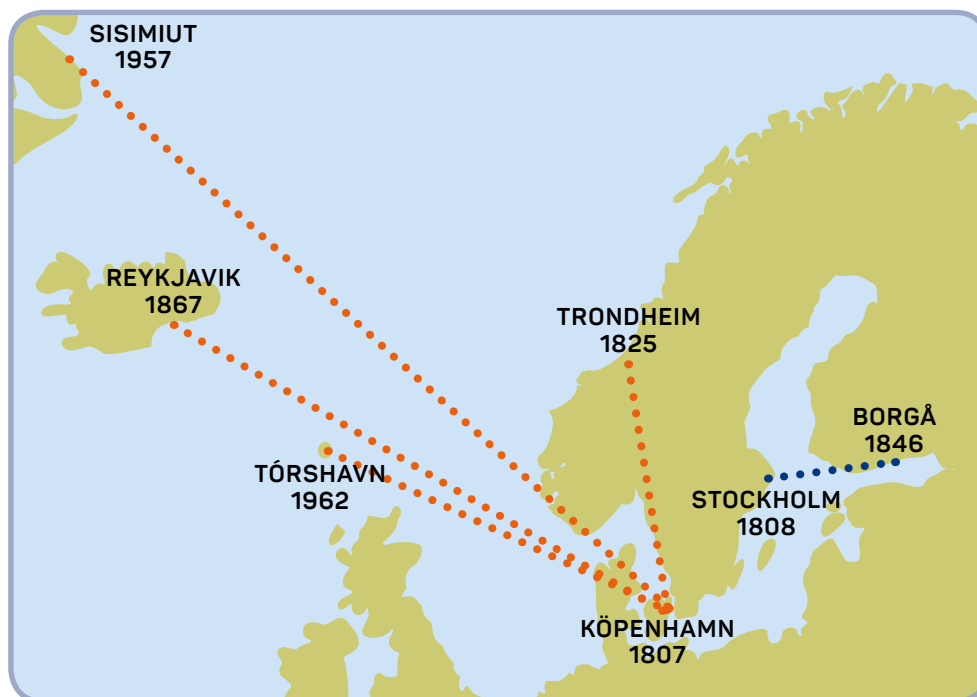 SISIMIUT
1957
REYKJAVIK
1867
TRONDHEIM
1825
BORGÅ
1846
TÓRSHAVN
1962
STOCKHOLM
1808
KÖPENHAMN
1807